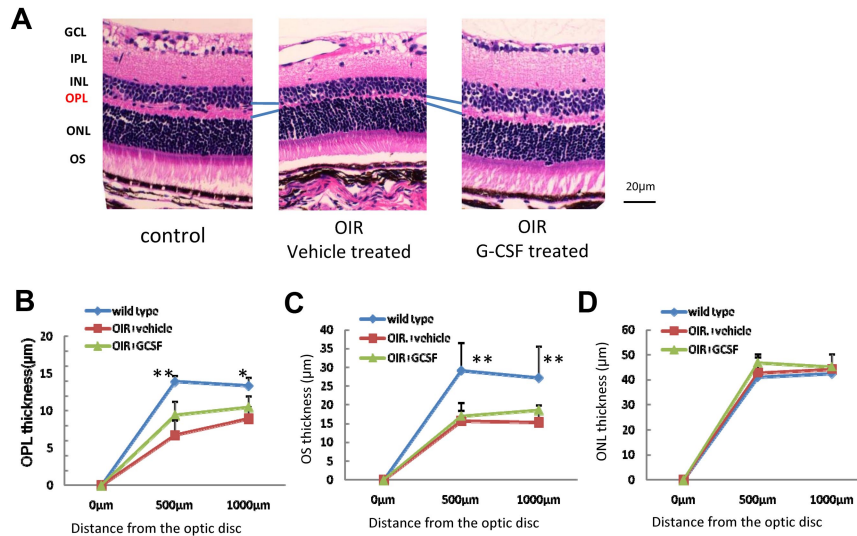 A
GCL
IPL
INL
OPL
ONL
OS
20µm
control
OIR
Vehicle treated
OIR
G-CSF treated
B
wild type
OIR+vehicle
OIR+GCSF
OPL thickness(µm)
20
15
10
5
0
** *
0µm 500µm 1000µm
Distance from the optic disc
C
wild type
OIR+vehicle
OIR+GCSF
OS thickness (µm)
40
35
30
25
20
15
10
5
0
** **
0µm 500µm 1000µm
Distance from the optic disc
D
wild type
OIR+vehicle
OIR+GCSF
ONL thickness (µm)
60
50
40
30
20
10
0
0µm 500µm 1000µm
Distance from the optic disc